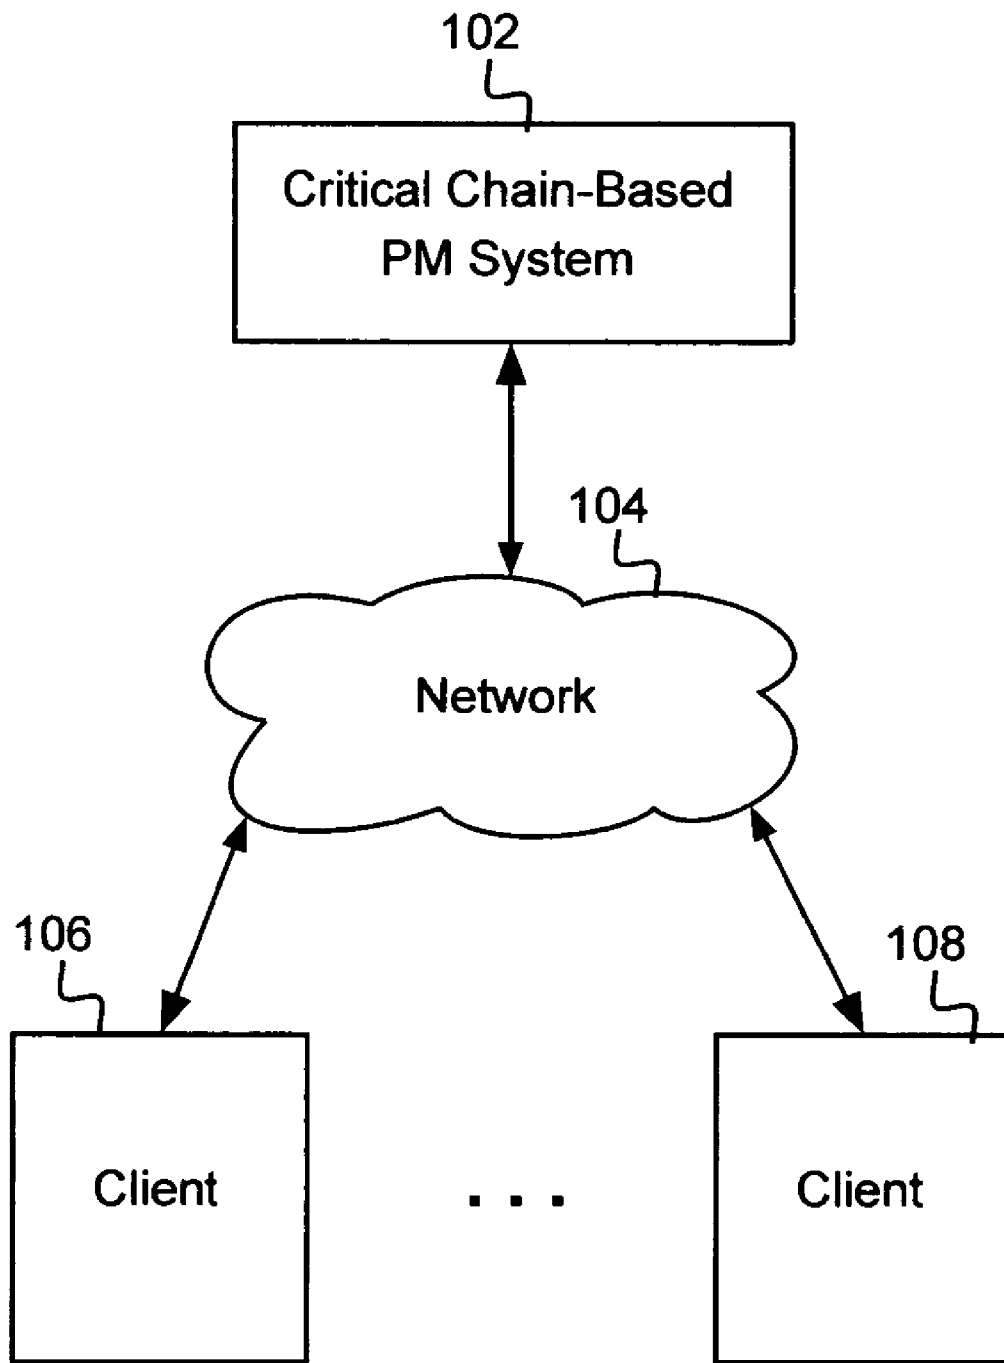 102
Critical Chain-Based
PM System
104
Network
106
108
Client
. . .
Client